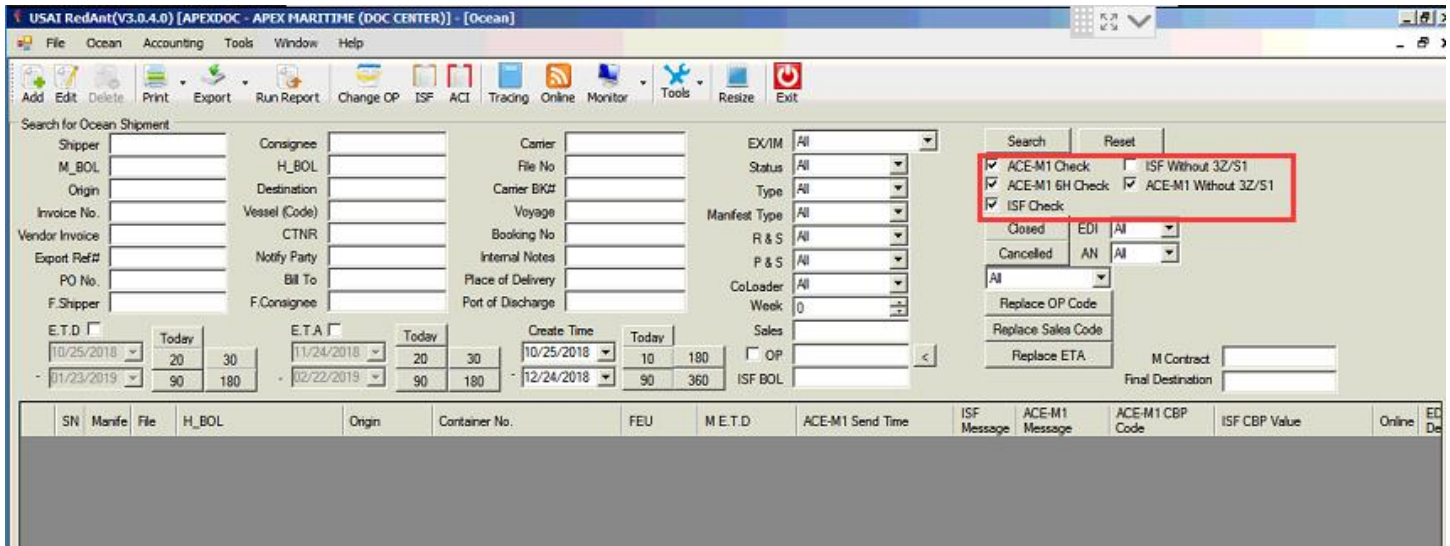 USAI RedAnt(V3.0.4.0) [APEXDOC - APEX MARITIME (DOC CENTER)] - [Ocean]
File Ocean Accounting Tools Window Help
Add Edit Delete Print Export Run Report Change OP ISF ACI Tracing Online Monitor Tools Resize Exit
Search for Ocean Shipment
Shipper Consignee Carrier EX/IM All Search Reset
M_BOL H_BOL File No Status All ACE-M1 Check ISF Without 3Z/S1
Origin Destination Carrier BK# Type All ACE-M1 6H Check ACE-M1 Without 3Z/S1
Invoice No. Vessel (Code) Voyage Manifest Type All ISF Check
Vendor Invoice CTNR Booking No R & S All Closed EDI All
Export Ref# Notify Party Internal Notes P & S All Cancelled AN All
PO No. Bill To Place of Delivery CoLoader All All
F.Shipper F.Consignee Port of Discharge Week 0 Replace OP Code
E.T.D Today E.T.A Today Create Time Today Sales Replace Sales Code
10/25/2018 20 30 11/24/2018 20 30 10/25/2018 10 180 OP < Replace ETA M Contract
- 01/23/2019 90 180 - 02/22/2019 90 180 - 12/24/2018 90 360 ISF BOL Final Destination
SN Manife File H_BOL Origin Container No. FEU M E.T.D ACE-M1 Send Time ISF Message ACE-M1 Message ACE-M1 CBP Code ISF CBP Value Online ED De